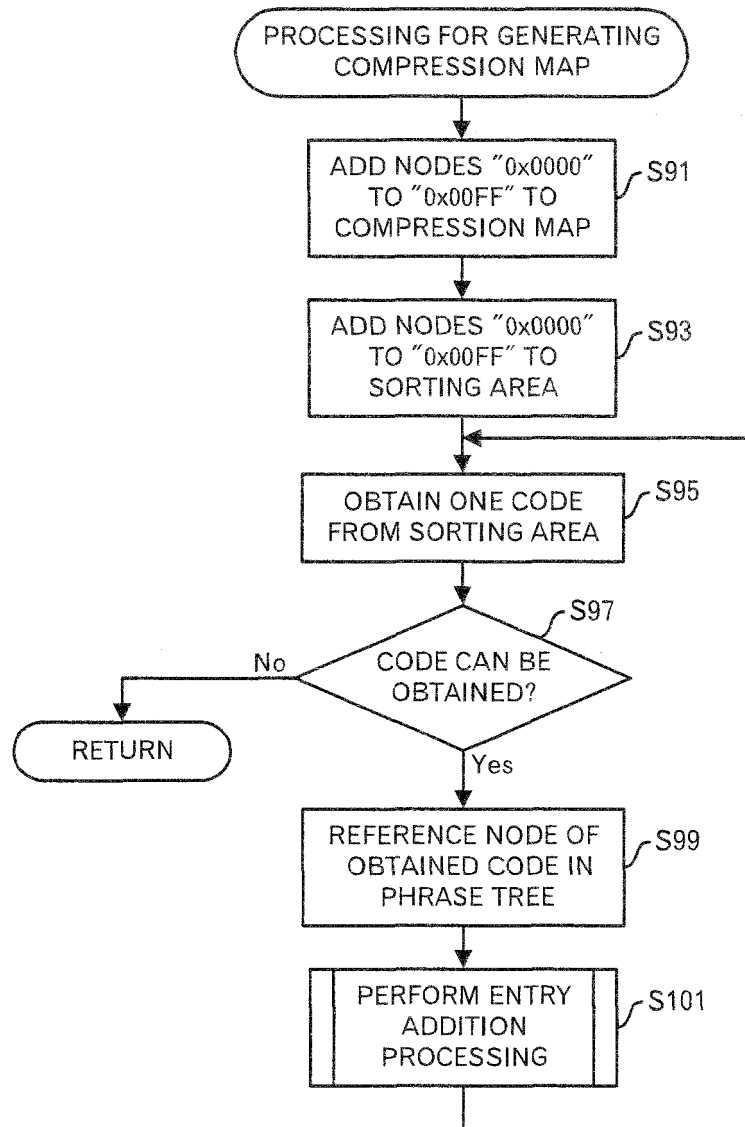 PROCESSING FOR GENERATING
COMPRESSION MAP
ADD NODES "0x0000"
TO "0x00FF" TO
COMPRESSION MAP
S91
ADD NODES "0x0000"
TO "0x00FF" TO
SORTING AREA
S93
OBTAIN ONE CODE
FROM SORTING AREA
S95
CODE CAN BE
OBTAINED?
S97
No
RETURN
Yes
REFERENCE NODE OF
OBTAINED CODE IN
PHRASE TREE
S99
PERFORM ENTRY
ADDITION
PROCESSING
S101